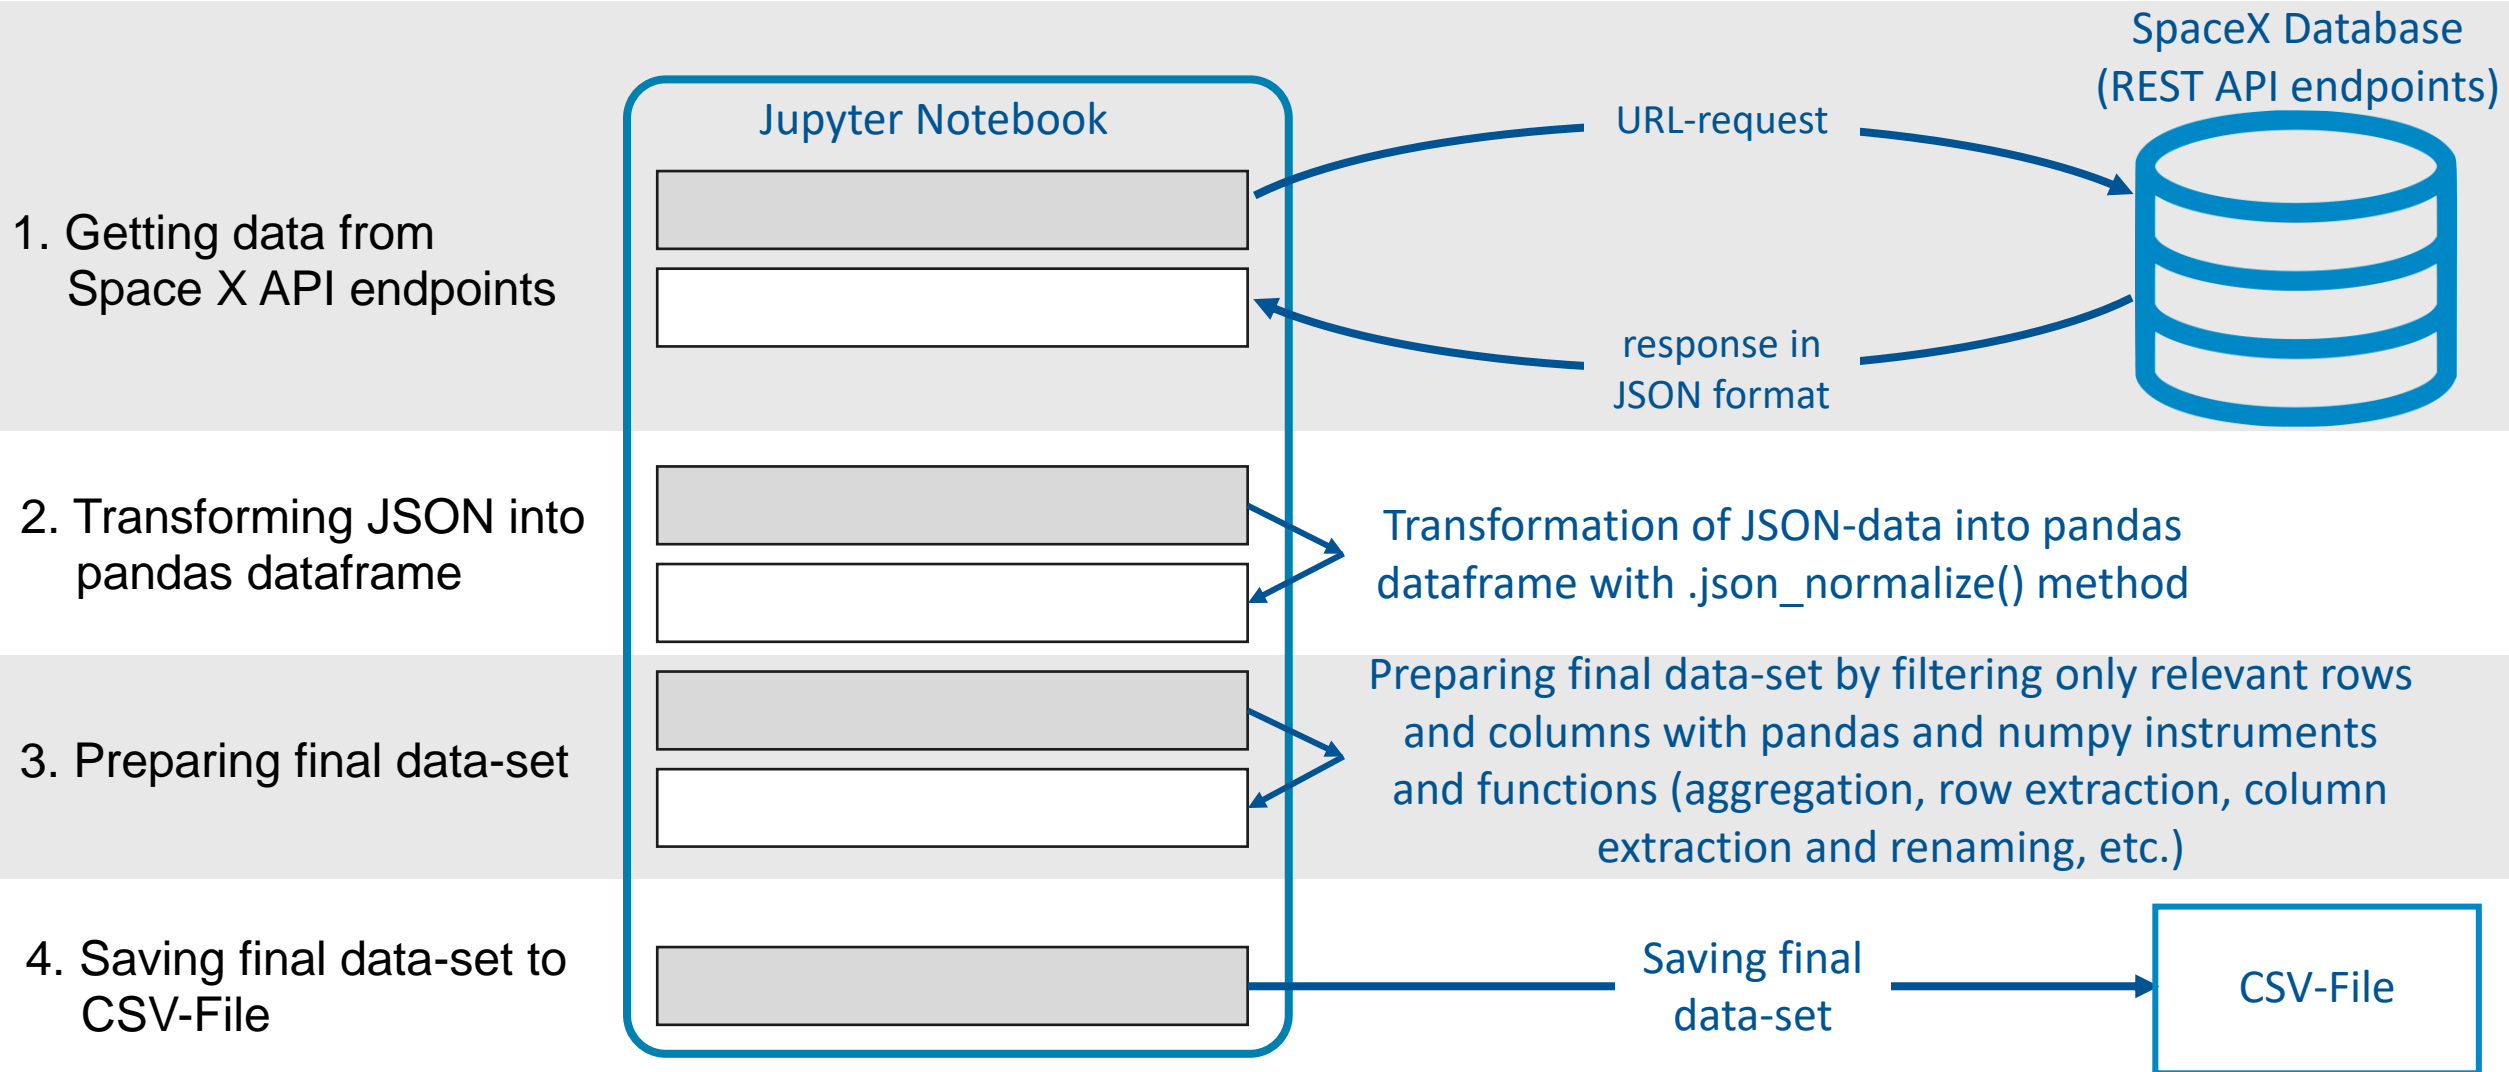 SpaceX Database
(REST API endpoints)
Jupyter Notebook
URL-request
1. Getting data from
Space X API endpoints
response in
JSON format
2. Transforming JSON into
pandas dataframe
Transformation of JSON-data into pandas
dataframe with .json_normalize() method
3. Preparing final data-set
Preparing final data-set by filtering only relevant rows
and columns with pandas and numpy instruments
and functions (aggregation, row extraction, column
extraction and renaming, etc.)
4. Saving final data-set to
CSV-File
Saving final
data-set
CSV-File